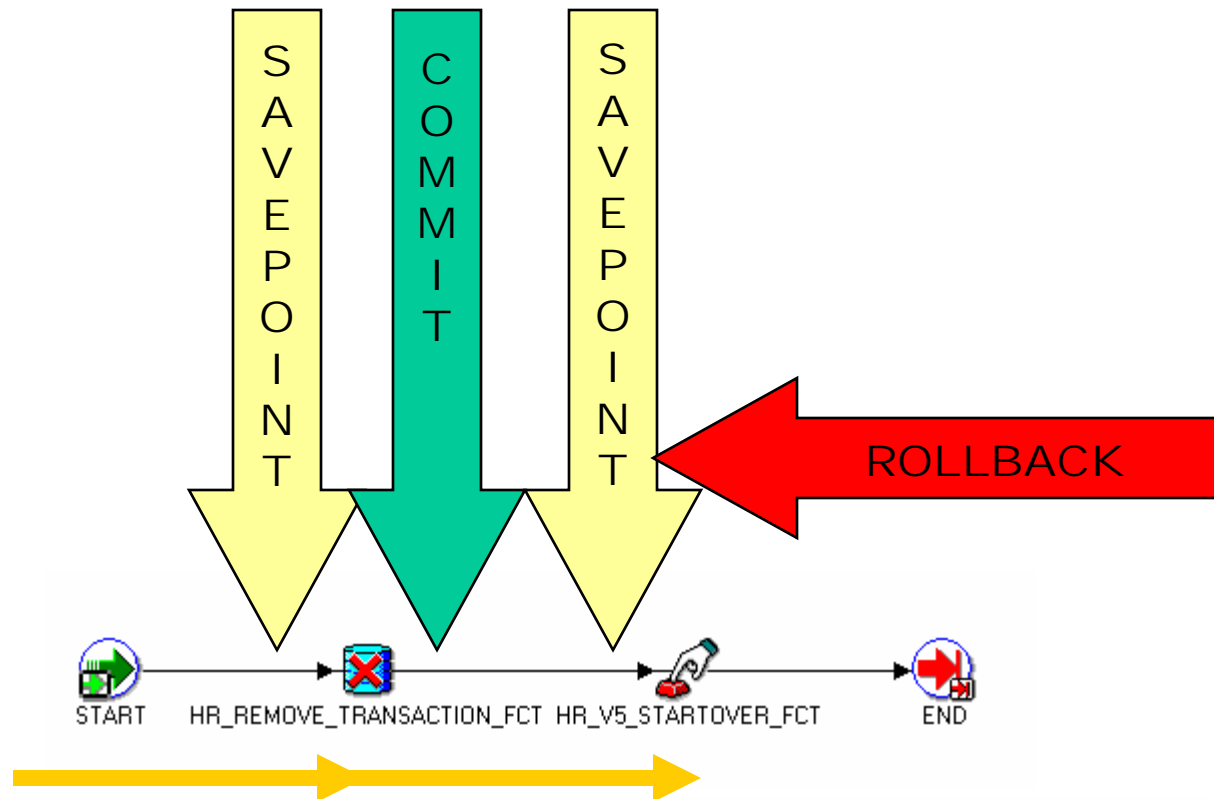 SAVEPOINT
COMMIT
SAVEPOINT
ROLLBACK
START
HR_REMOVE_TRANSACTION_FCT
HR_V5_STARTOVER_FCT
END